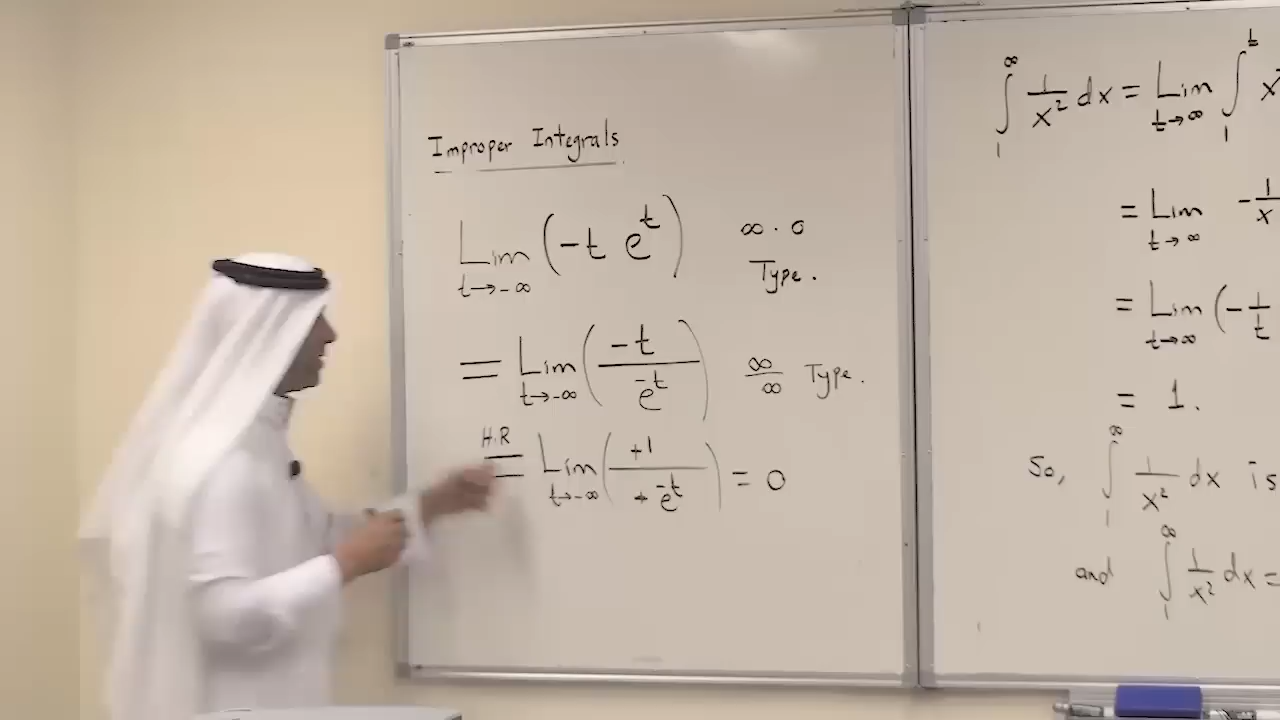 Improper Integrals
Lim t→-∞ (-t e^t) ∞ · 0 Type.
= Lim t→-∞ (-t / e^-t) ∞/∞ Type.
H.R = Lim t→-∞ (+1 / + e^-t) = 0
∫_1^∞ 1/x² dx = Lim t→∞ ∫_1^t
= Lim t→∞ -1/x
= Lim t→∞ (-1/t
= 1.
So, ∫_1^∞ 1/x² dx is
and ∫_1^∞ 1/x² dx =